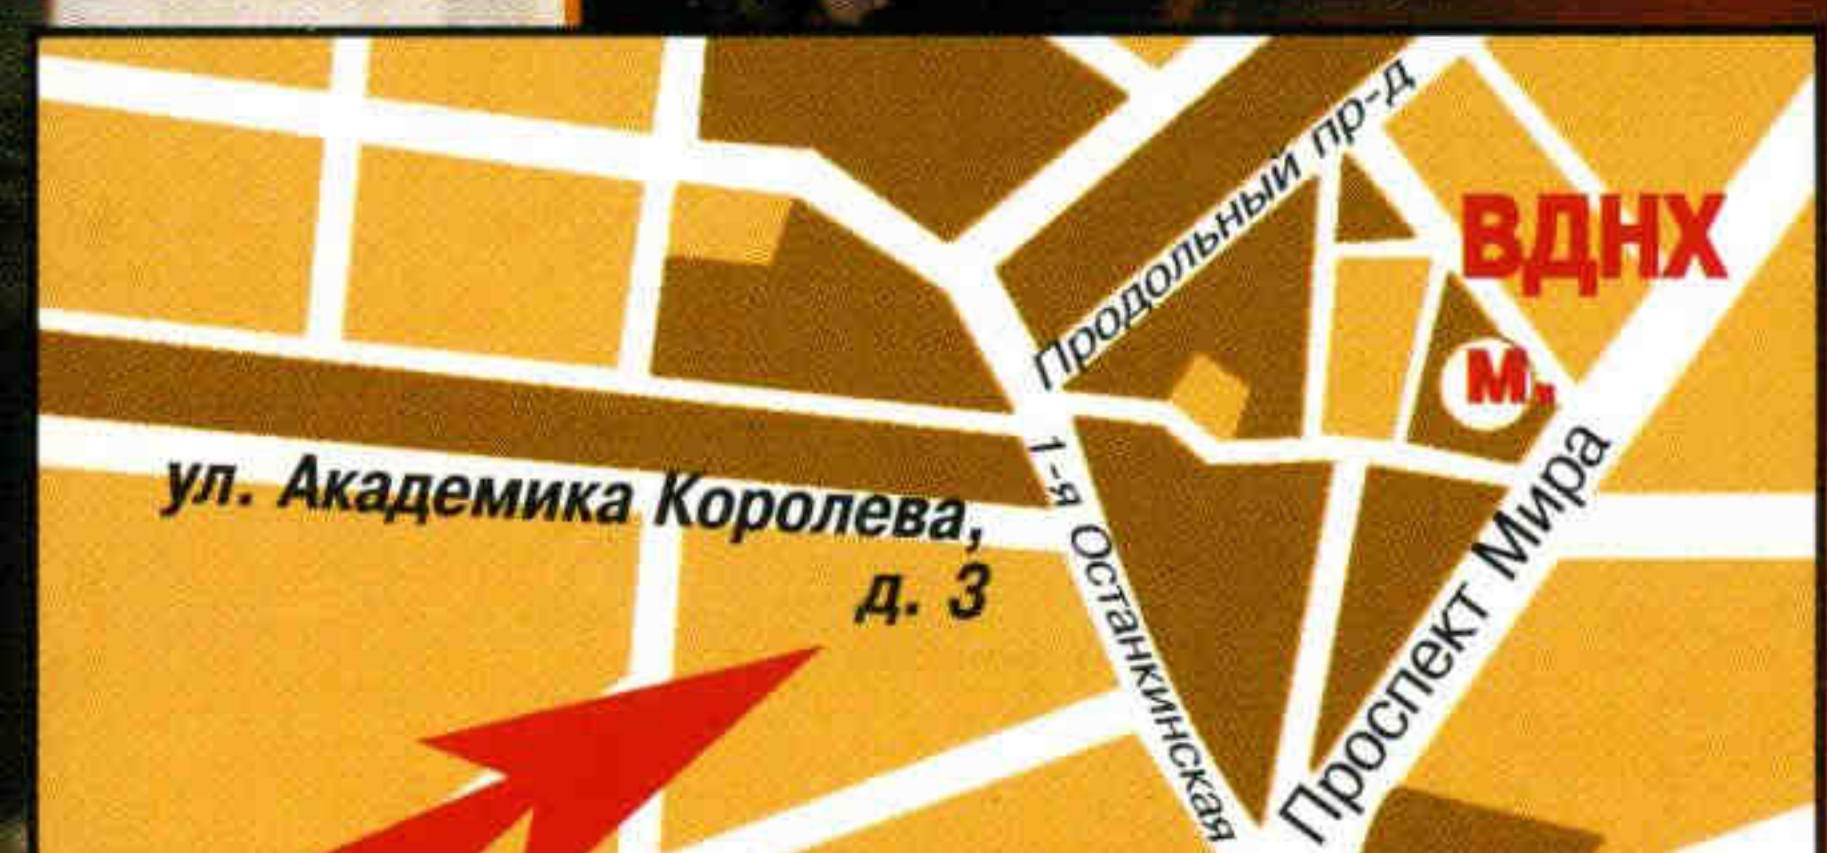 Продольный пр-д
ВДНХ
м.
1-я Останкинская
ул. Академика Королева,
д. 3
Проспект Мира